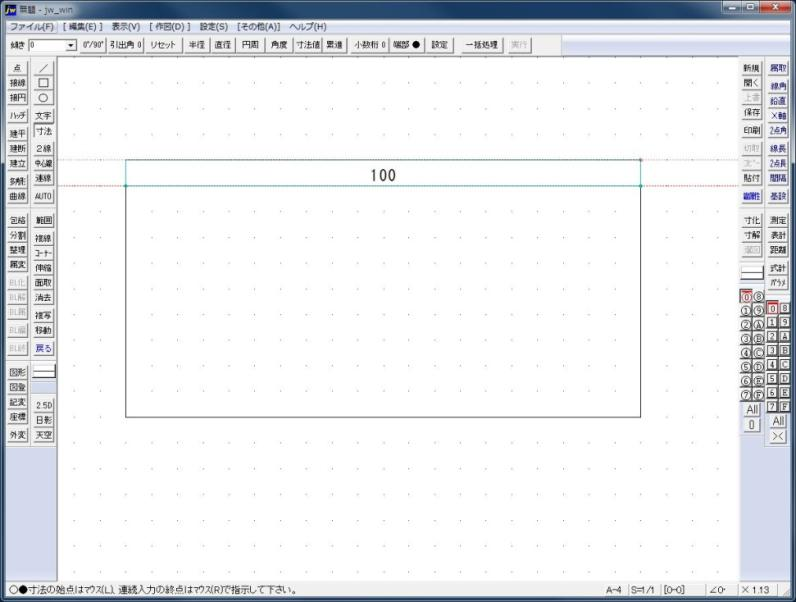 無題 - jw_win
ファイル(F) [ 編集(E) ] 表示(V) [ 作図(D) ] 設定(S) [その他(A)] ヘルプ(H)
傾き 0 0°/90° 引出角 0 リセット 半径 直径 円周 角度 寸法値 累進 小数桁 0 端部 ● 設定 一括処理 実行
点 ／ 新規 属取
接線 □ 開く 線角
接円 ○ 上書 鉛直
ハッチ 文字 保存 ×軸
建平 寸法 印刷 2点角
建断 2線 切取 線長
建立 中心線 コピー 2点長
多角形 連線 貼付 間隔
曲線 AUTO 基設
包絡 範囲 寸化 測定
分割 複線 寸解 表計
整理 コーナー 選図 距離
属変 伸縮 式計
BL化 面取 パラメ
BL解 消去
BL属 複写
BL編 移動
BL終 戻る
図形
図登
記変 2.5D
座標 日影
外変 天空
0 8 0 8
1 9 1 9
2 A 2 A
3 B 3 B
4 C 4 C
5 D 5 D
6 E 6 E
7 F 7 F
All All
0 ×
100
○●寸法の始点はマウス(L)、連続入力の終点はマウス(R)で指示して下さい。 A-4 S=1/1 [0-0] ∠0 × 1.13